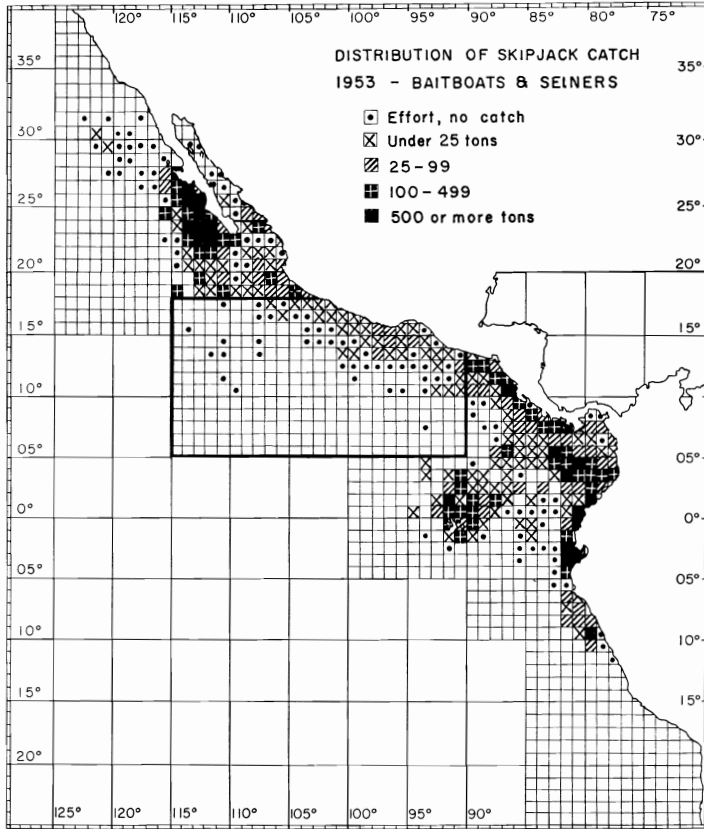 120° 115° 110° 105° 100° 95° 90° 85° 80° 75°
DISTRIBUTION OF SKIPJACK CATCH
1953 - BAITBOATS & SEINERS
Effort, no catch
Under 25 tons
25-99
100-499
500 or more tons
35° 35°
30° 30°
25° 25°
20° 20°
15° 15°
10° 10°
05° 05°
0° 0°
05° 05°
10° 10°
15° 15°
20°
125° 120° 115° 110° 105° 100° 95° 90°